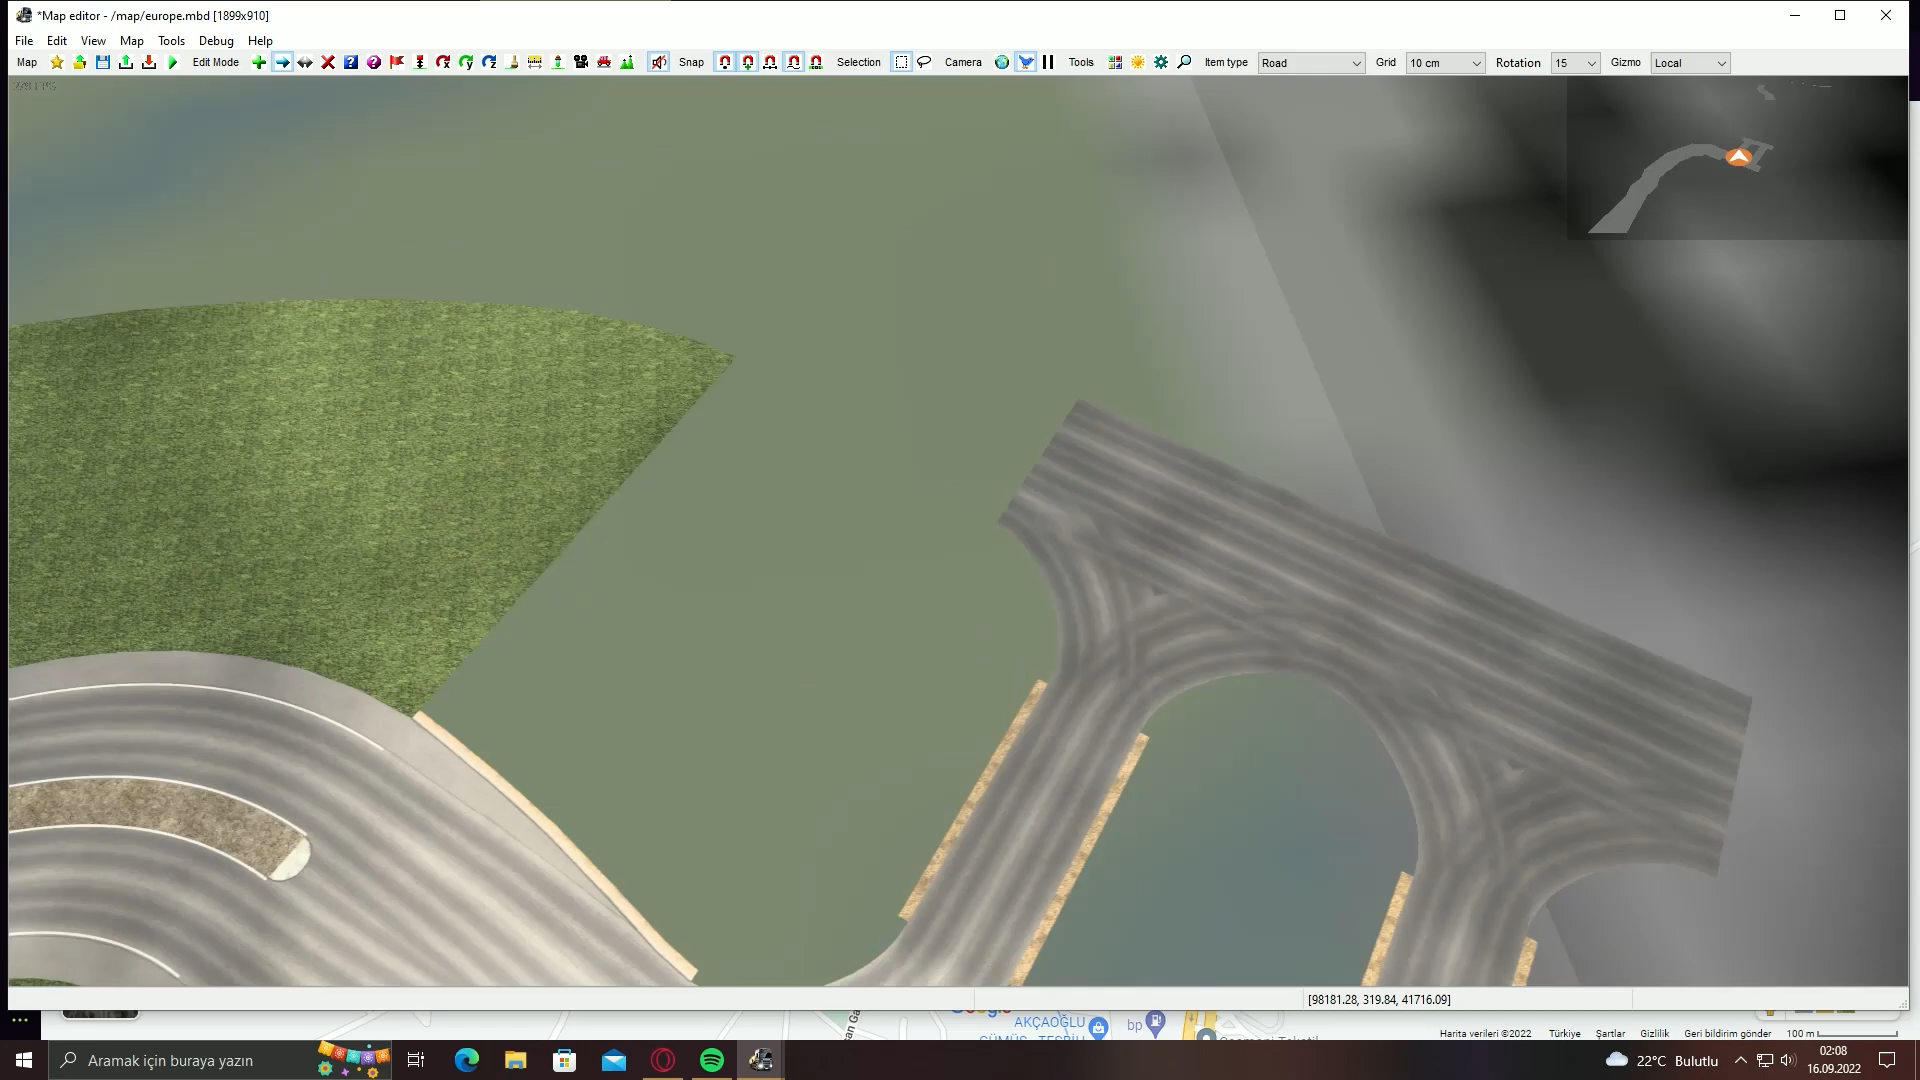 *Map editor - /map/europe.mbd [1899x910]
File Edit View Map Tools Debug Help
Map Edit Mode Snap Selection Camera Tools Item type Road Grid 10 cm Rotation 15 Gizmo Local
[98181.28, 319.84, 41716.09]
AKÇAOĞLU
bp
Harita verileri ©2022 Türkiye Şartlar Gizlilik Geri bildirim gönder 100 m
Aramak için buraya yazın
22°C Bulutlu
02:08
16.09.2022